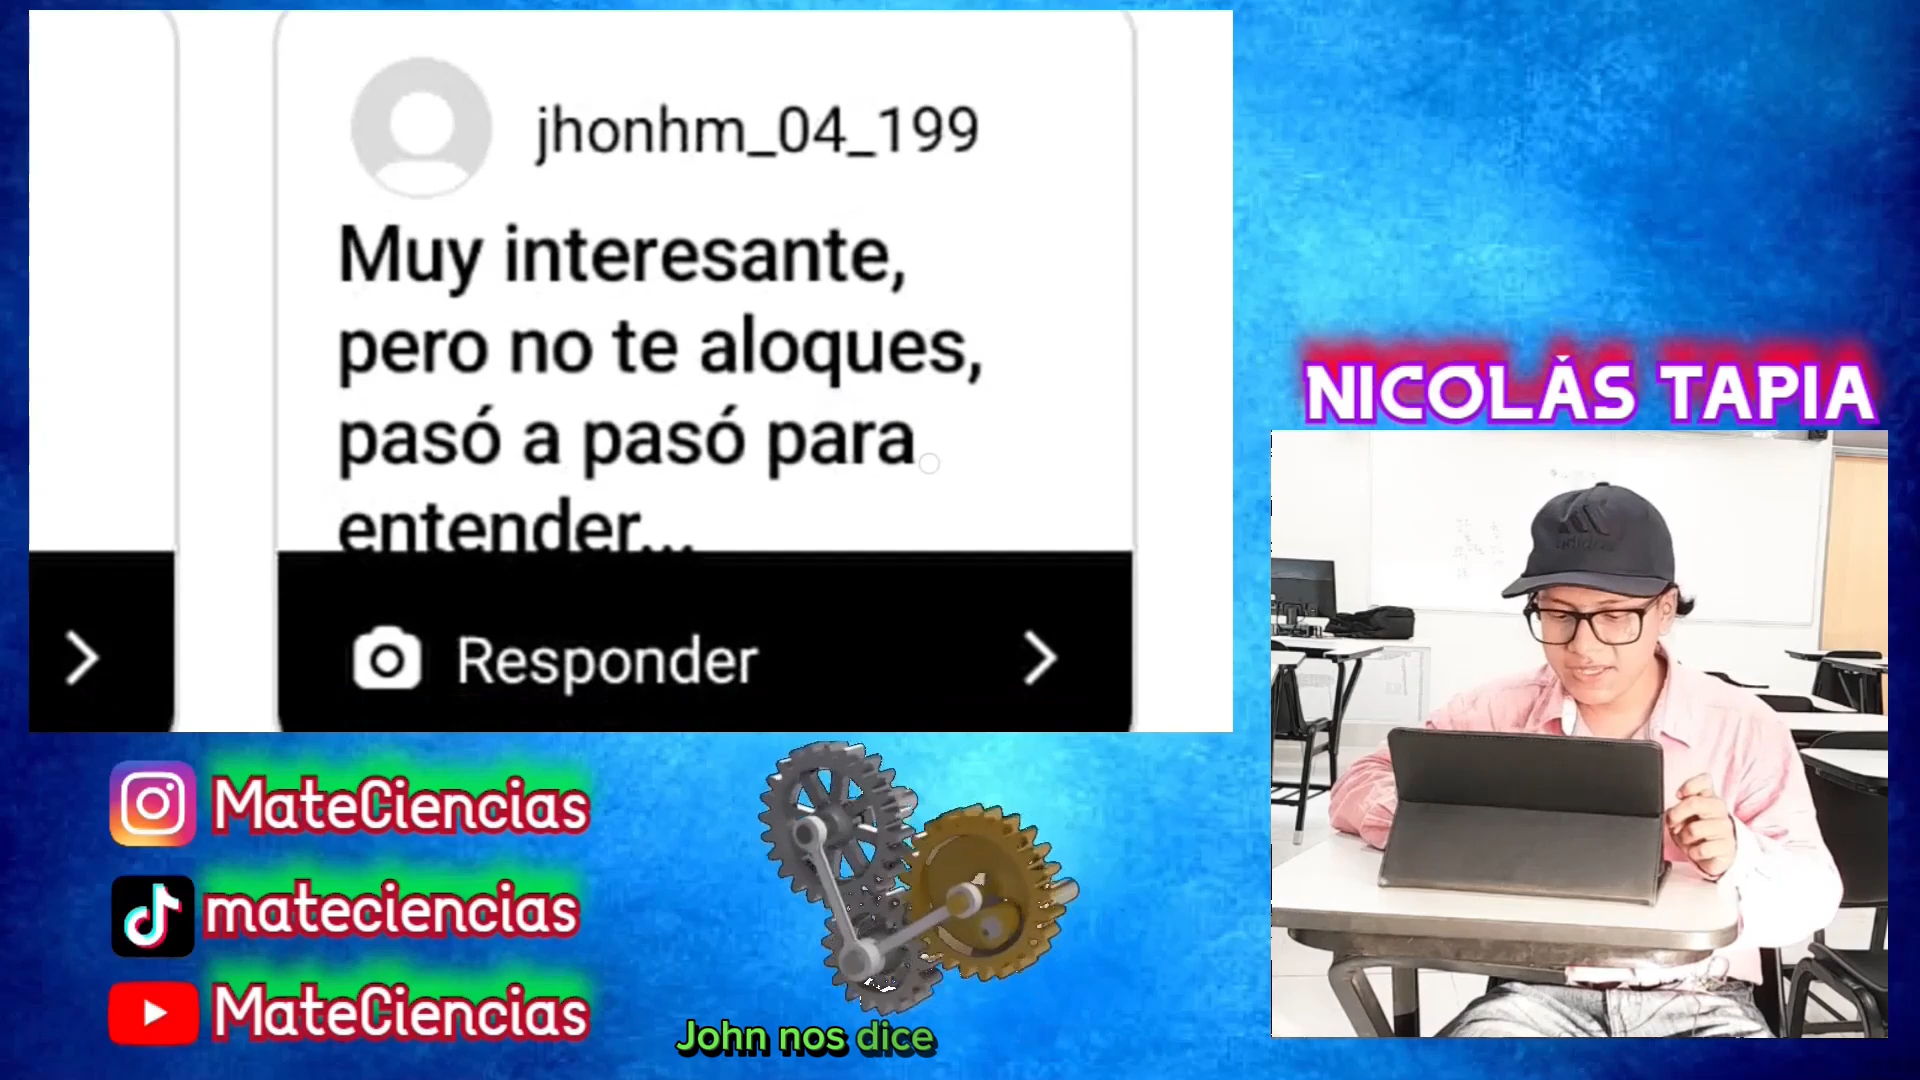 jhonhm_04_199
Muy interesante,
pero no te aloques,
pasó a pasó para
entender...
Responder
NICOLÁS TAPIA
adidas
MateCiencias
mateciencias
MateCiencias
John nos dice